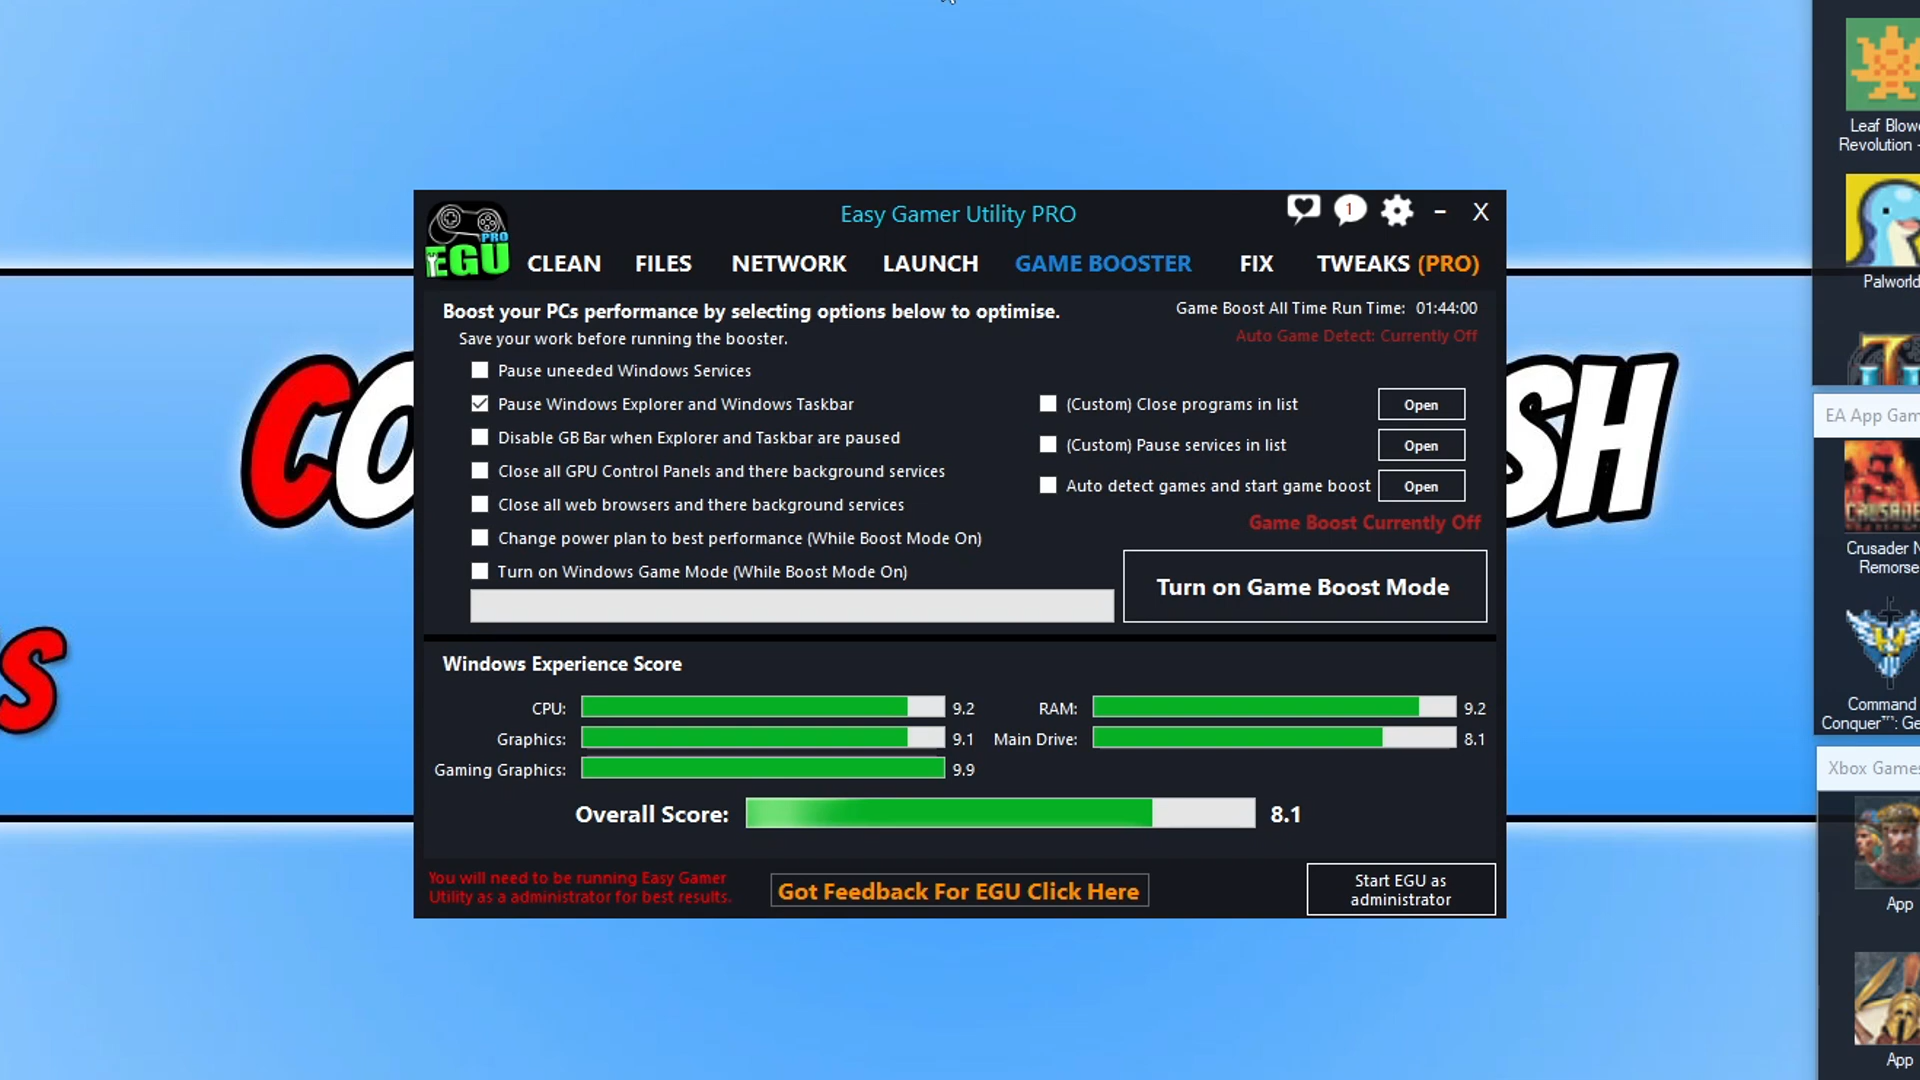 Easy Gamer Utility PRO
1
X
PRO
EGU
CLEAN
FILES
NETWORK
LAUNCH
GAME BOOSTER
FIX
TWEAKS (PRO)
Boost your PCs performance by selecting options below to optimise.
Game Boost All Time Run Time: 01:44:00
Save your work before running the booster.
Auto Game Detect: Currently Off
Pause uneeded Windows Services
Pause Windows Explorer and Windows Taskbar
Disable GB Bar when Explorer and Taskbar are paused
Close all GPU Control Panels and there background services
Close all web browsers and there background services
Change power plan to best performance (While Boost Mode On)
Turn on Windows Game Mode (While Boost Mode On)
(Custom) Close programs in list
Open
(Custom) Pause services in list
Open
Auto detect games and start game boost
Open
Game Boost Currently Off
Turn on Game Boost Mode
Windows Experience Score
CPU: 9.2
RAM: 9.2
Graphics: 9.1
Main Drive: 8.1
Gaming Graphics: 9.9
Overall Score: 8.1
You will need to be running Easy Gamer
Utility as a administrator for best results.
Got Feedback For EGU Click Here
Start EGU as
administrator
CO
SH
S
Leaf Blowe
Revolution -
Palworld
EA App Gam
Crusader N
Remorse
Command
Conquer™: Ge
Xbox Games
App
App